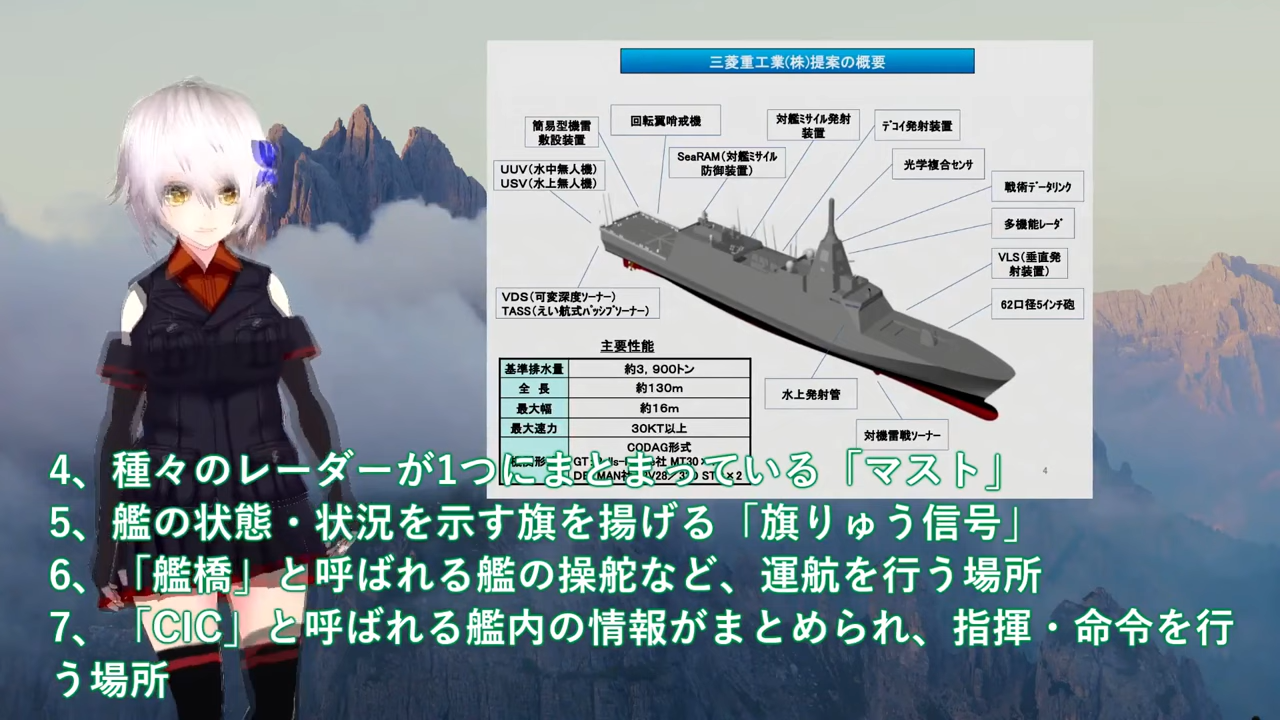 三菱重工業(株)提案の概要
簡易型機雷
敷設装置
回転翼哨戒機
対艦ﾐｻｲﾙ発射
装置
ﾃﾞｺｲ発射装置
UUV(水中無人機)
USV(水上無人機)
SeaRAM(対艦ﾐｻｲﾙ
防御装置)
光学複合ｾﾝｻ
戦術ﾃﾞｰﾀﾘﾝｸ
多機能ﾚｰﾀﾞ
VLS(垂直発
射装置)
62口径5ｲﾝﾁ砲
VDS(可変深度ｿｰﾅｰ)
TASS(えい航式ﾊﾟｯｼﾌﾞｿｰﾅｰ)
水上発射管
対機雷戦ｿｰﾅｰ
主要性能
基準排水量 約3，900トン
全 長 約130m
最大幅 約16m
最大速力 30KT以上
CODAG形式
MT30
4
4、種々のレーダーが1つにまとまっている「マスト」
5、艦の状態・状況を示す旗を揚げる「旗りゅう信号」
6、「艦橋」と呼ばれる艦の操舵など、運航を行う場所
7、「CIC」と呼ばれる艦内の情報がまとめられ、指揮・命令を行
う場所